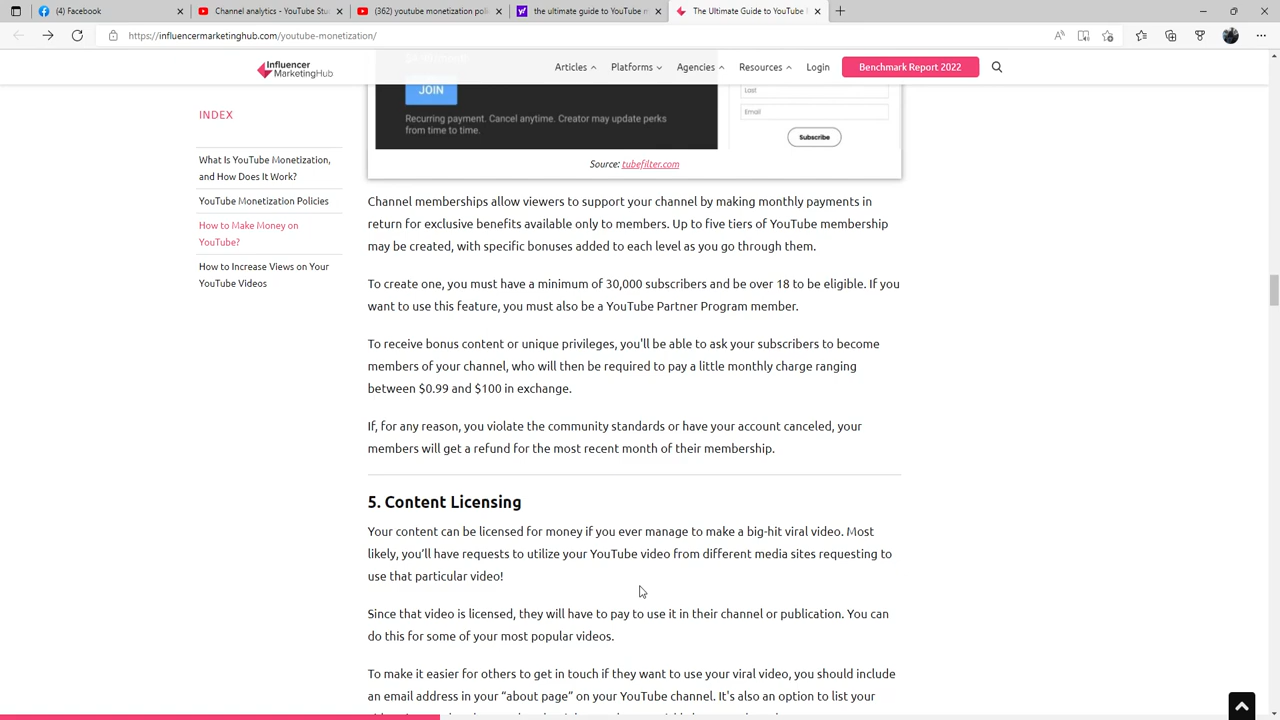 (4) Facebook
Channel analytics - YouTube Stu
(362) youtube monetization poli
the ultimate guide to YouTube m
The Ultimate Guide to YouTube
https://influencermarketinghub.com/youtube-monetization/
Influencer
MarketingHub
Articles
Platforms
Agencies
Resources
Login
Benchmark Report 2022
INDEX
What Is YouTube Monetization,
and How Does It Work?
YouTube Monetization Policies
How to Make Money on
YouTube?
How to Increase Views on Your
YouTube Videos
JOIN
Recurring payment. Cancel anytime. Creator may update perks
from time to time.
Last
Email
Subscribe
Source: tubefilter.com
Channel memberships allow viewers to support your channel by making monthly payments in
return for exclusive benefits available only to members. Up to five tiers of YouTube membership
may be created, with specific bonuses added to each level as you go through them.
To create one, you must have a minimum of 30,000 subscribers and be over 18 to be eligible. If you
want to use this feature, you must also be a YouTube Partner Program member.
To receive bonus content or unique privileges, you'll be able to ask your subscribers to become
members of your channel, who will then be required to pay a little monthly charge ranging
between $0.99 and $100 in exchange.
If, for any reason, you violate the community standards or have your account canceled, your
members will get a refund for the most recent month of their membership.
5. Content Licensing
Your content can be licensed for money if you ever manage to make a big-hit viral video. Most
likely, you'll have requests to utilize your YouTube video from different media sites requesting to
use that particular video!
Since that video is licensed, they will have to pay to use it in their channel or publication. You can
do this for some of your most popular videos.
To make it easier for others to get in touch if they want to use your viral video, you should include
an email address in your “about page” on your YouTube channel. It's also an option to list your